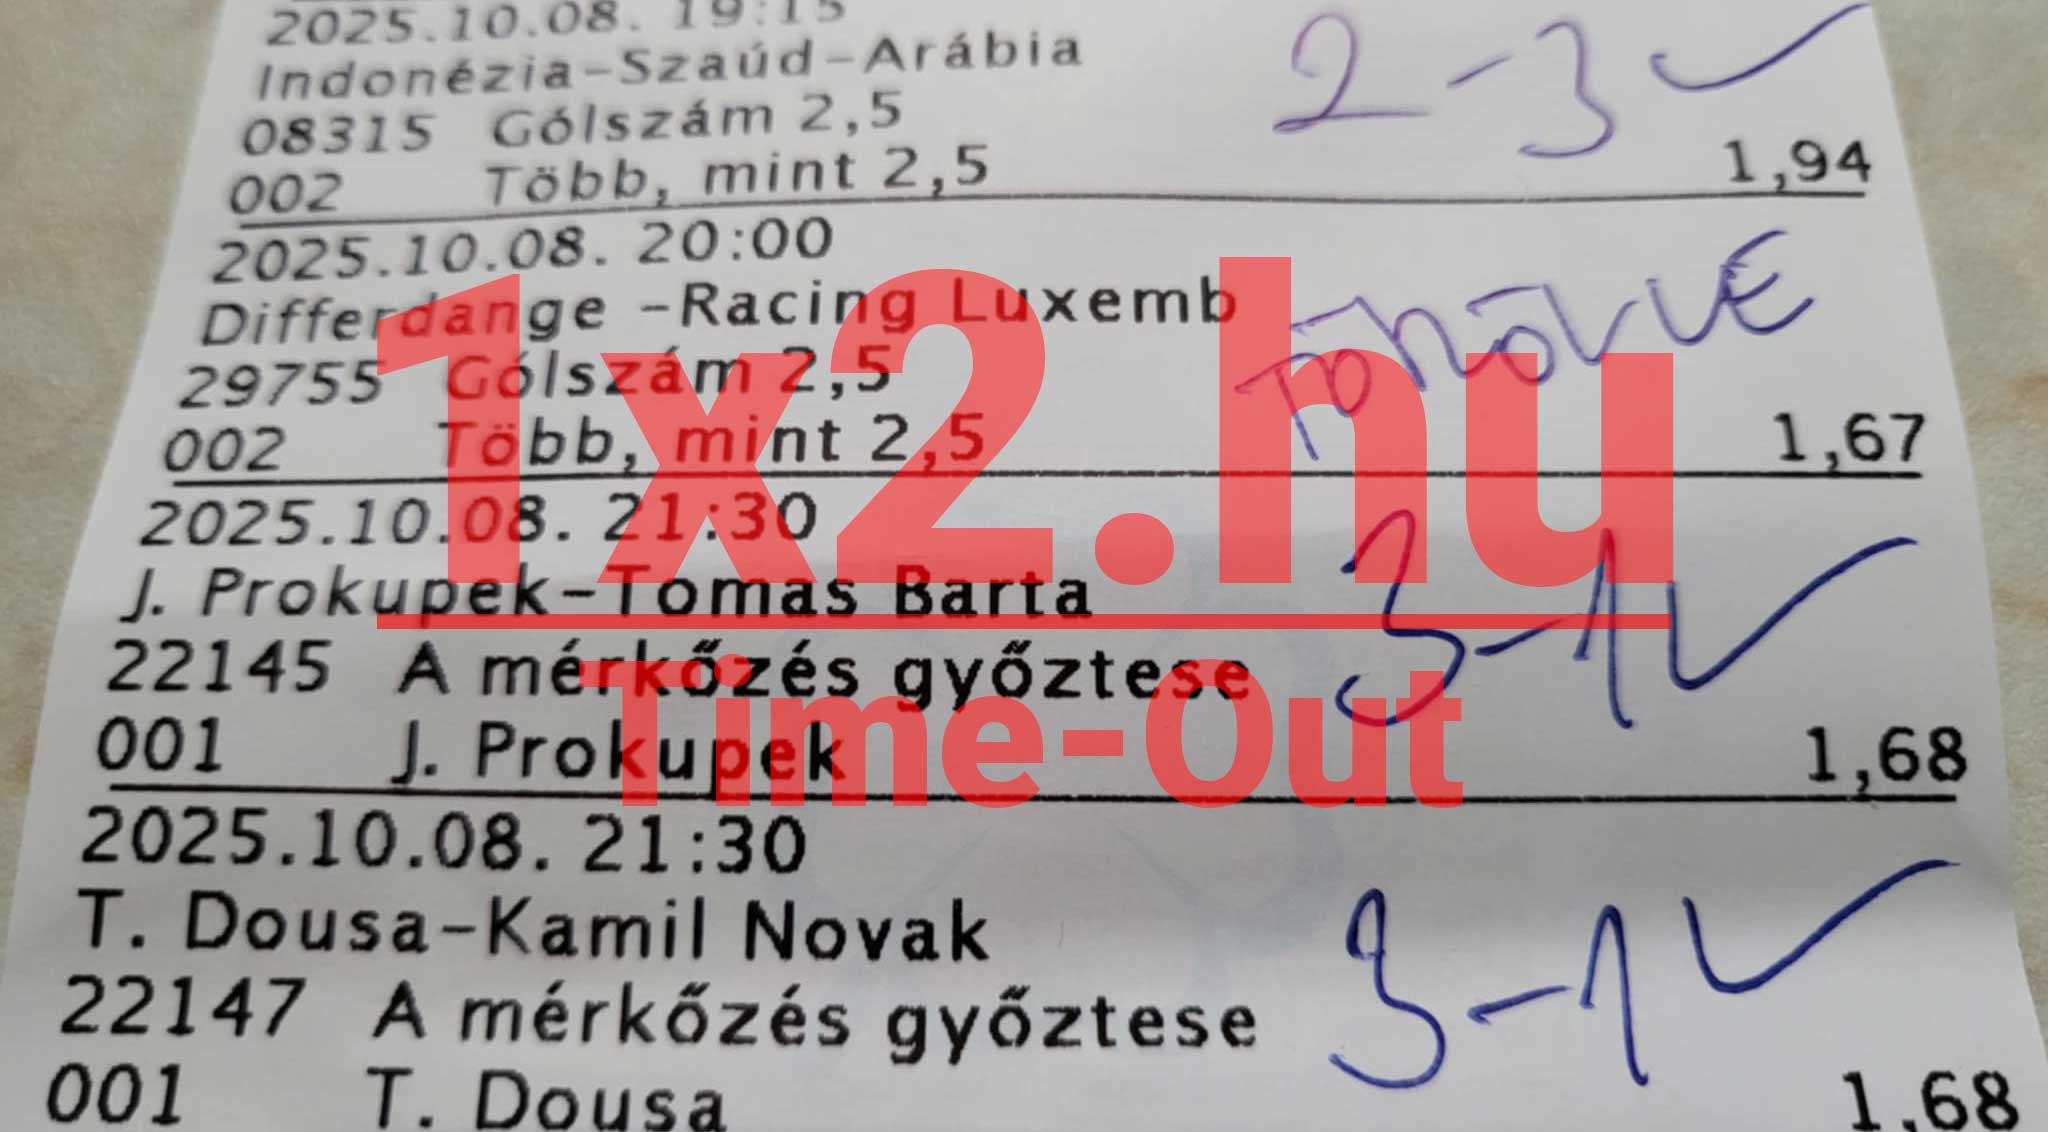 2025.10.08. 19:15
Indonézia-Szaúd-Arábia
2-3
08315 Gólszám 2,5
002 Több, mint 2,5 1,94
2025.10.08. 20:00
Differdange -Racing Luxemb
TÖRÖLVE
29755 Gólszám 2,5
002 Több, mint 2,5 1,67
2025.10.08. 21:30
J. Prokupek-Tomas Barta
3-1
22145 A mérkőzés győztese
001 J. Prokupek 1,68
2025.10.08. 21:30
T. Dousa-Kamil Novak
3-1
22147 A mérkőzés győztese
001 T. Dousa 1,68
1x2.hu
Time-Out